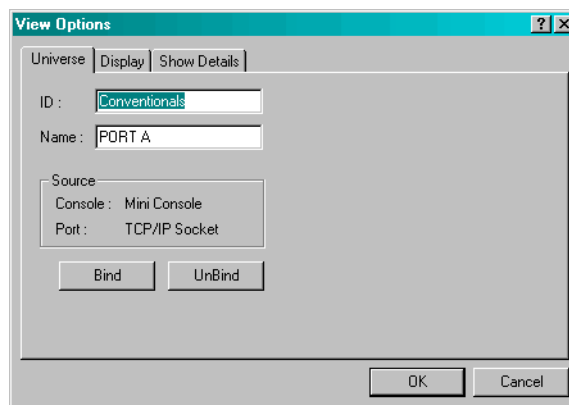 View Options
Universe Display Show Details
ID : Conventionals
Name : PORT A
Source
Console : Mini Console
Port : TCP/IP Socket
Bind UnBind
OK Cancel